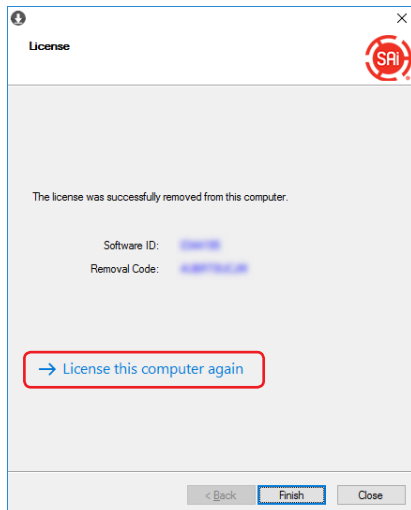 License
SAi
The license was successfully removed from this computer.
Software ID:
Removal Code:
→ License this computer again
< Back
Finish
Close